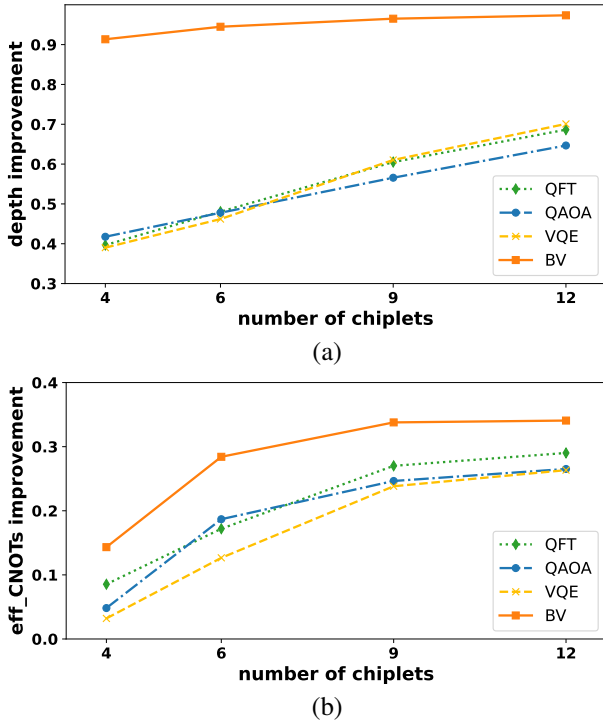 depth improvement
0.9
0.8
0.7
0.6
0.5
0.4
0.3
QFT
QAOA
VQE
BV
4 6 9 12
number of chiplets
(a)
eff_CNOTs improvement
0.4
0.3
0.2
0.1
0.0
QFT
QAOA
VQE
BV
4 6 9 12
number of chiplets
(b)